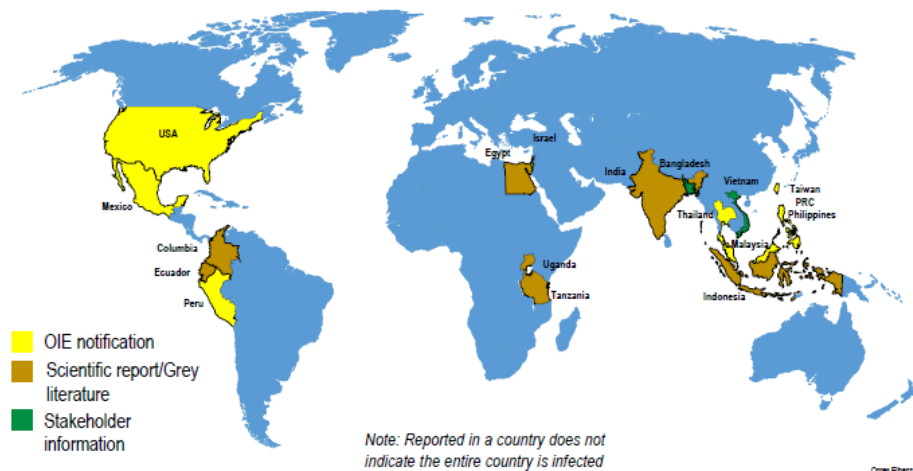 USA
Mexico
Columbia
Ecuador
Peru
Egypt
Israel
Uganda
Tanzania
India
Bangladesh
Vietnam
Thailand
Taiwan
PRC
Philippines
Malaysia
Indonesia
OIE notification
Scientific report/Grey
literature
Stakeholder
information
Note: Reported in a country does not
indicate the entire country is infected